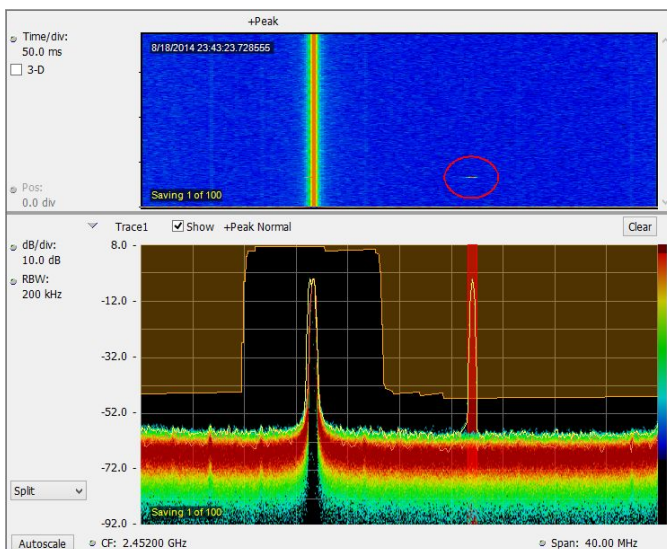 +Peak
Time/div:
50.0 ms
8/18/2014 23:43:23.728555
3-D
Pos:
0.0 div
Saving 1 of 100
Trace1 Show +Peak Normal Clear
dB/div:
10.0 dB
RBW:
200 kHz
8.0
-12.0
-32.0
-52.0
-72.0
-92.0
Split
Saving 1 of 100
Autoscale CF: 2.45200 GHz Span: 40.00 MHz